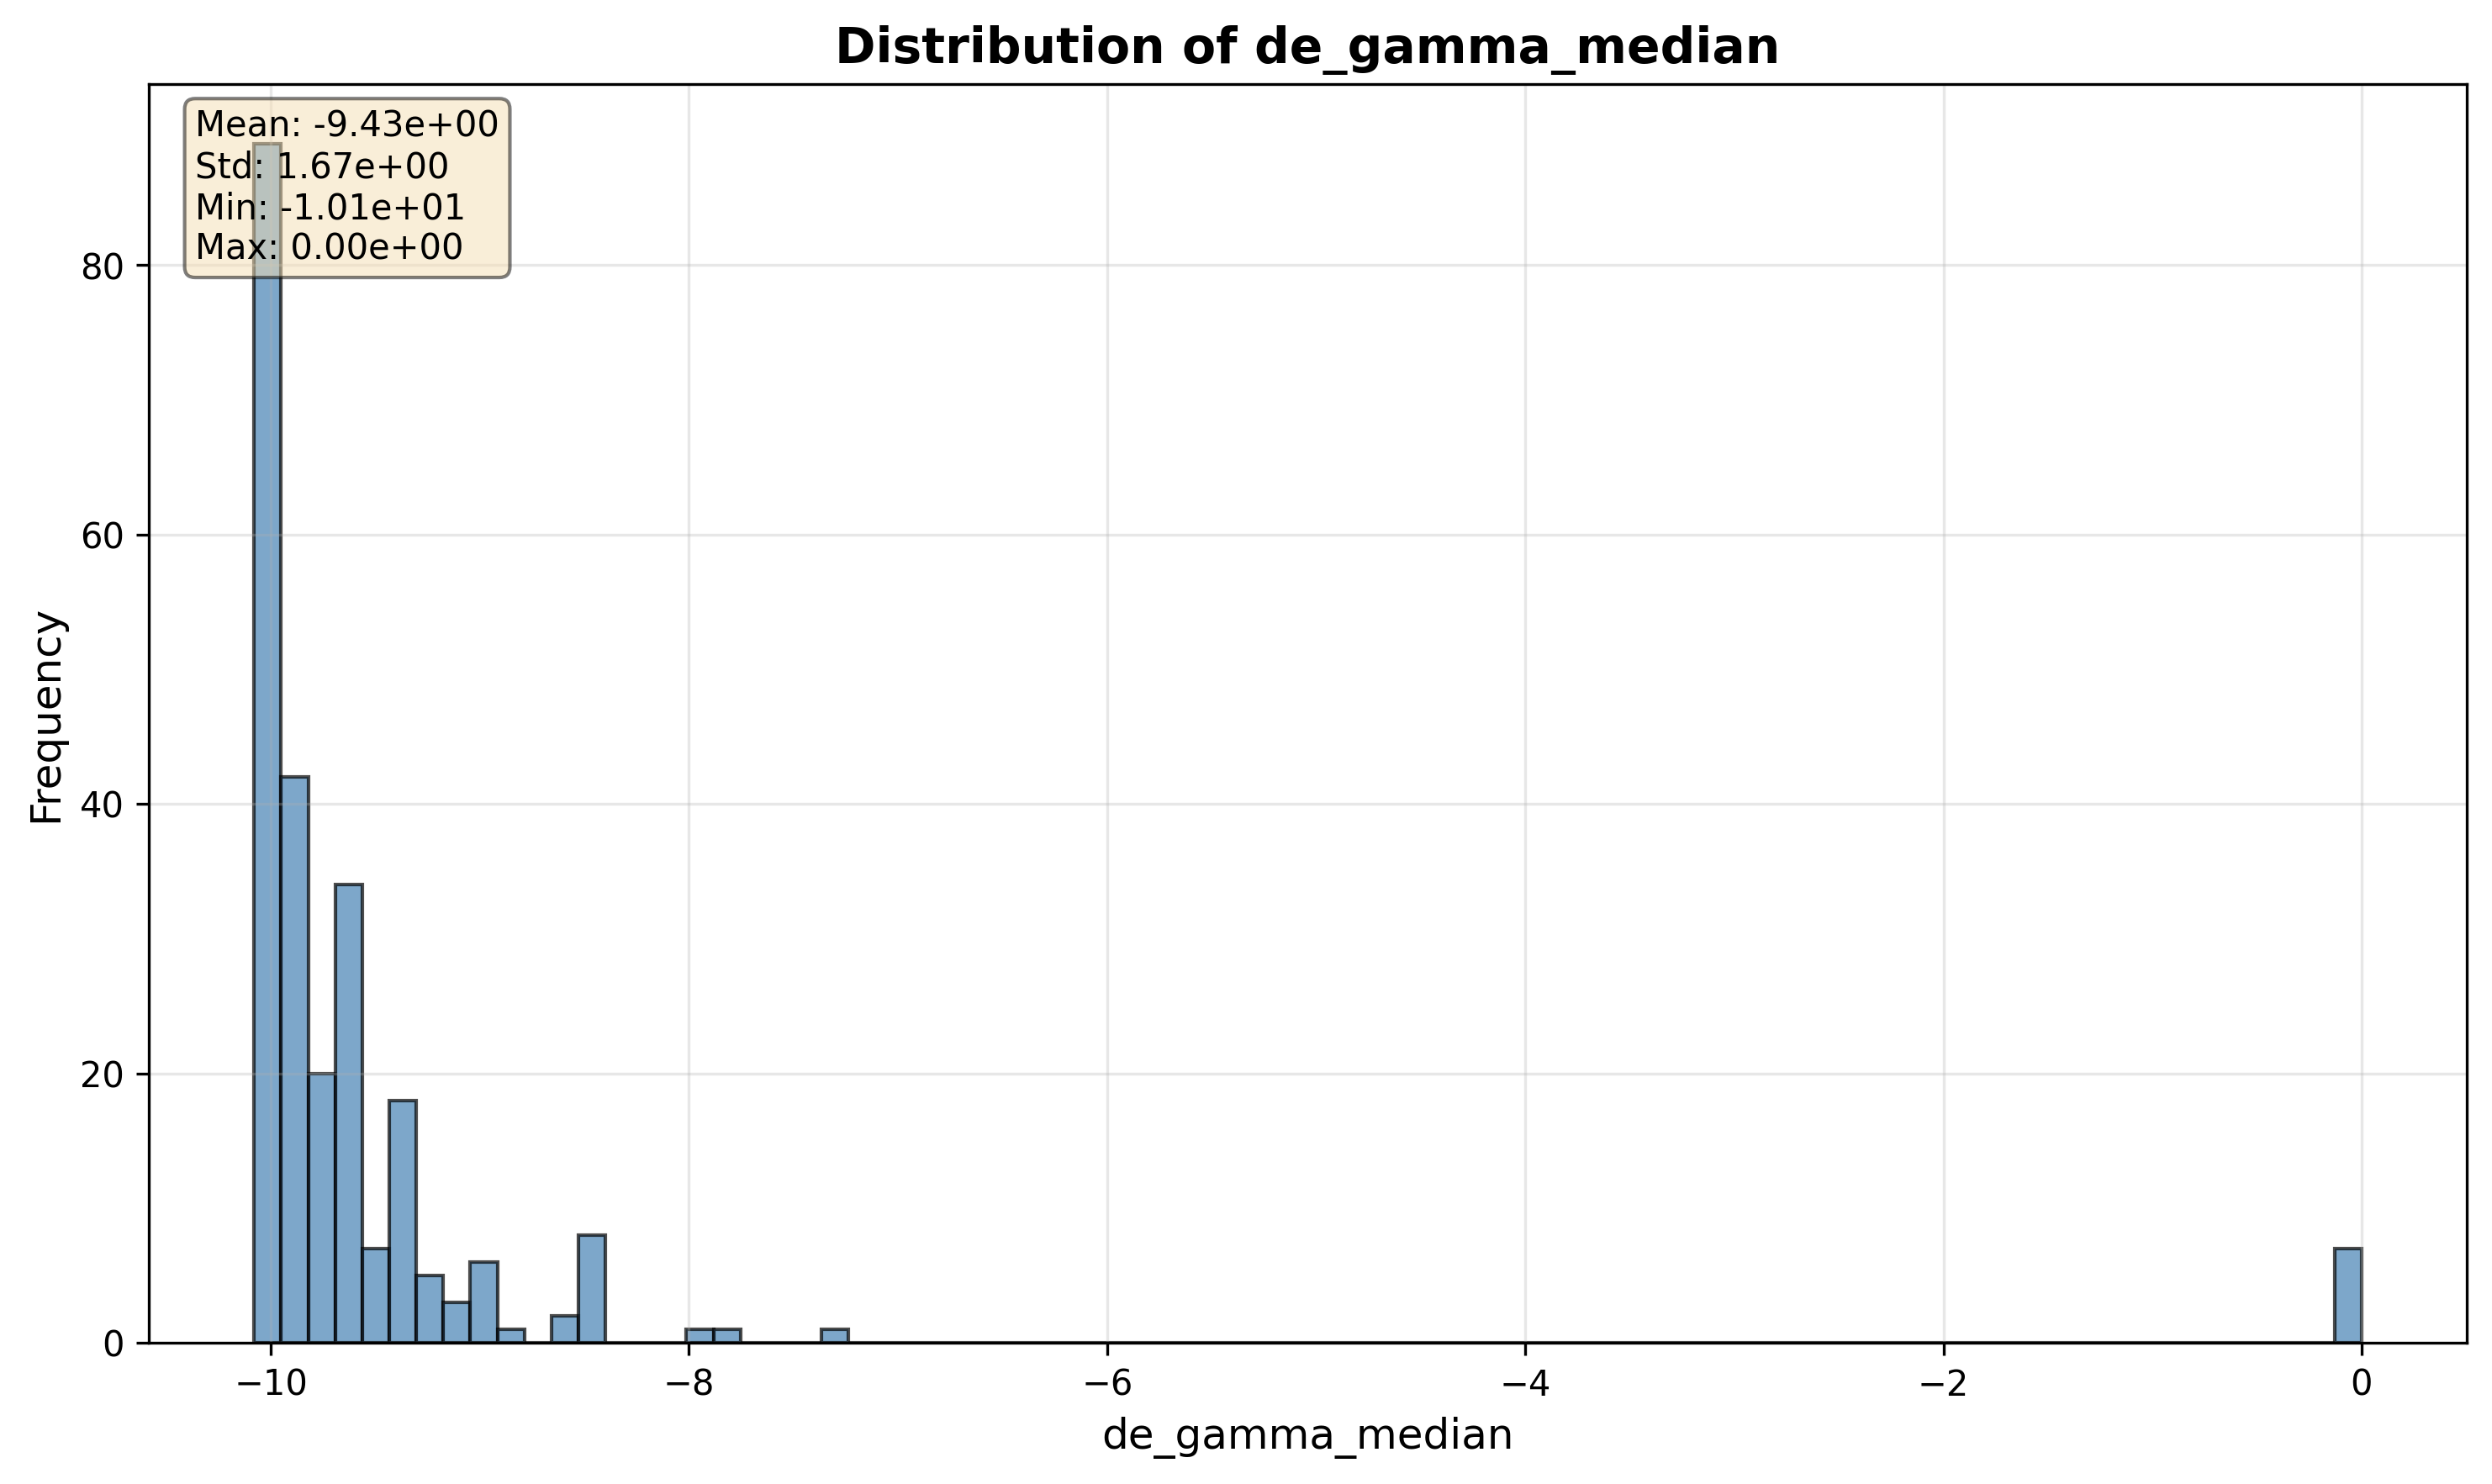 Distribution of de_gamma_median
Mean: -9.43e+00
Std: 1.67e+00
Min: -1.01e+01
Max: 0.00e+00
80
60
40
20
0
Frequency
−10
−8
−6
−4
−2
0
de_gamma_median